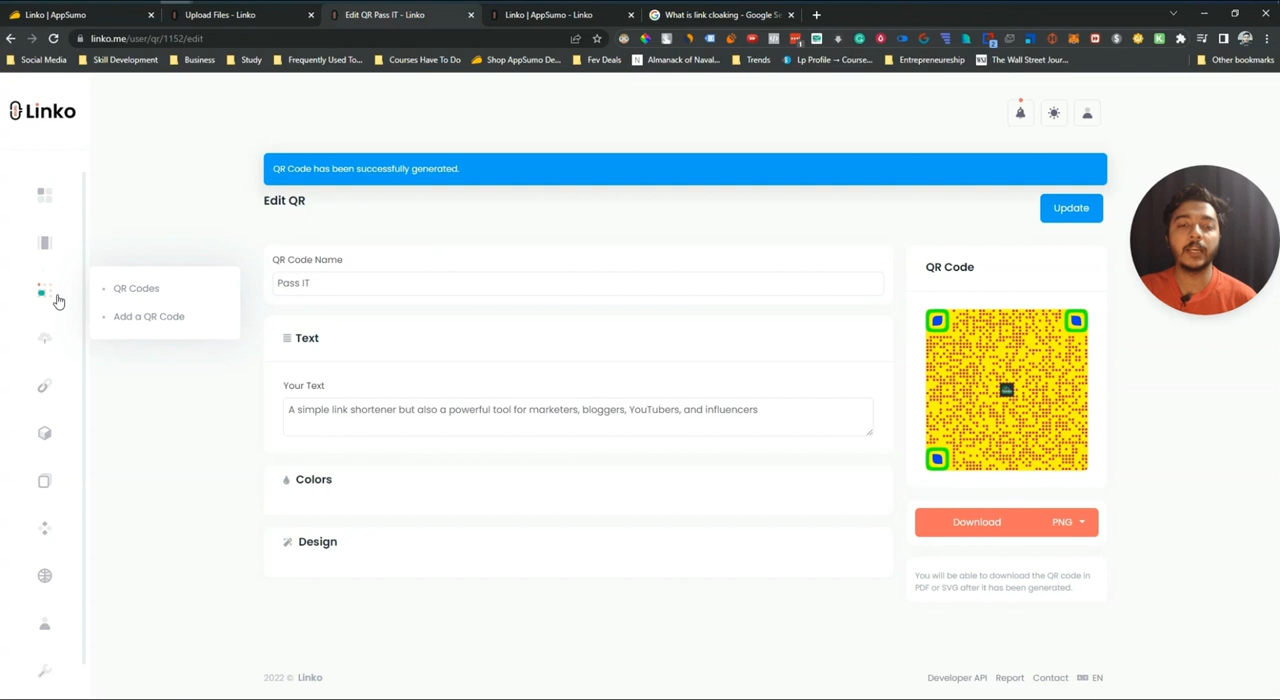 Linko | AppSumo
Upload Files - Linko
Edit QR Pass IT - Linko
Linko | AppSumo - Linko
What is link cloaking - Google Se
linko.me/user/qr/1152/edit
Social Media
Skill Development
Business
Study
Frequently Used To...
Courses Have To Do
Shop AppSumo De...
Fev Deals
Almanack of Naval...
Trends
Lp Profile → Course...
Entrepreneureship
The Wall Street Jour...
Other bookmarks
Linko
QR Code has been successfully generated.
Edit QR
Update
QR Code Name
Pass IT
QR Codes
Add a QR Code
Text
Your Text
A simple link shortener but also a powerful tool for marketers, bloggers, YouTubers, and influencers
Colors
Design
QR Code
Download
PNG
You will be able to download the QR code in
PDF or SVG after it has been generated.
2022 © Linko
Developer API
Report
Contact
EN